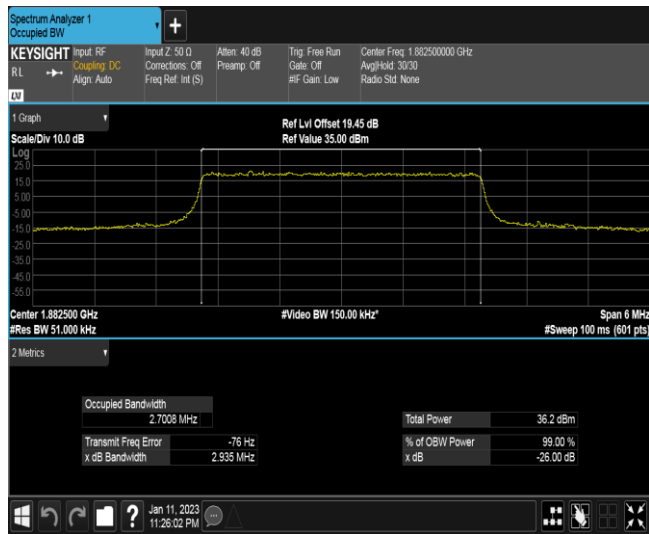 Spectrum Analyzer 1
Occupied BW
+
KEYSIGHT Input: RF Input Z: 50 Ω Atten: 40 dB Trig: Free Run Center Freq: 1.882500000 GHz
RL Coupling: DC Corrections: Off Preamp: Off Gate: Off Avg|Hold: 30/30
Align: Auto Freq Ref: Int (S) #IF Gain: Low Radio Std: None
LXI
1 Graph
Ref Lvl Offset 19.45 dB
Scale/Div 10.0 dB Ref Value 35.00 dBm
Log
25.0
15.0
5.00
-5.00
-15.0
-25.0
-35.0
-45.0
-55.0
Center 1.882500 GHz #Video BW 150.00 kHz* Span 6 MHz
#Res BW 51.000 kHz #Sweep 100 ms (601 pts)
2 Metrics
Occupied Bandwidth
2.7008 MHz Total Power 36.2 dBm
Transmit Freq Error -76 Hz % of OBW Power 99.00 %
x dB Bandwidth 2.935 MHz x dB -26.00 dB
? Jan 11, 2023
11:26:02 PM